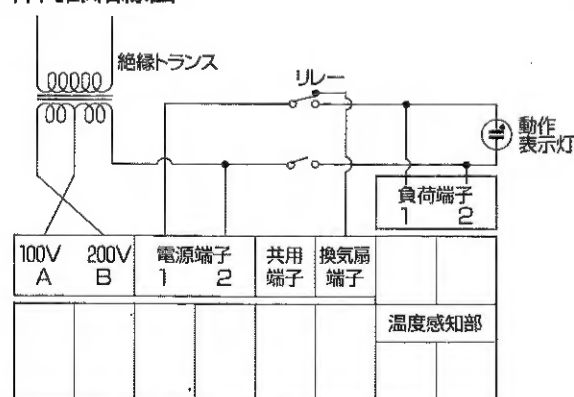 絶縁トランス
リレー
動作
表示灯
負荷端子
1 2
100V 200V 電源端子 共用 換気扇
A B 1 2 端子 端子
温度感知部